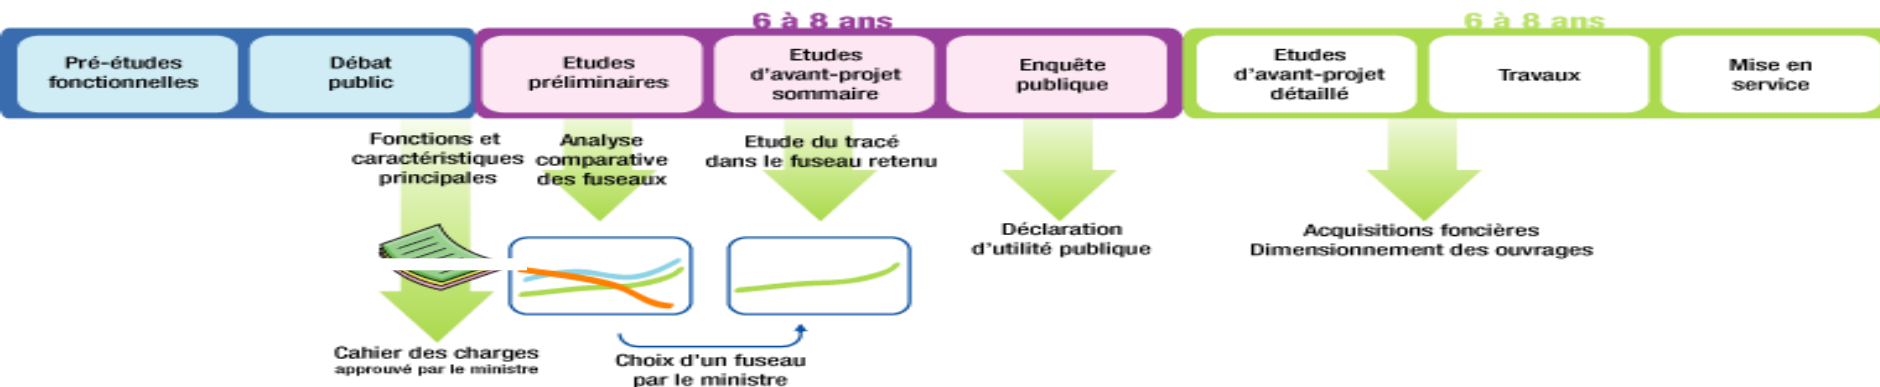 6 à 8 ans
6 à 8 ans
Pré-études
fonctionnelles
Débat
public
Etudes
préliminaires
Etudes
d'avant-projet
sommaire
Enquête
publique
Etudes
d'avant-projet
détaillé
Travaux
Mise en
service
Fonctions et
caractéristiques
principales
Analyse
comparative
des fuseaux
Etude du tracé
dans le fuseau retenu
Déclaration
d'utilité publique
Acquisitions foncières
Dimensionnement des ouvrages
Cahier des charges
approuvé par le ministre
Choix d'un fuseau
par le ministre